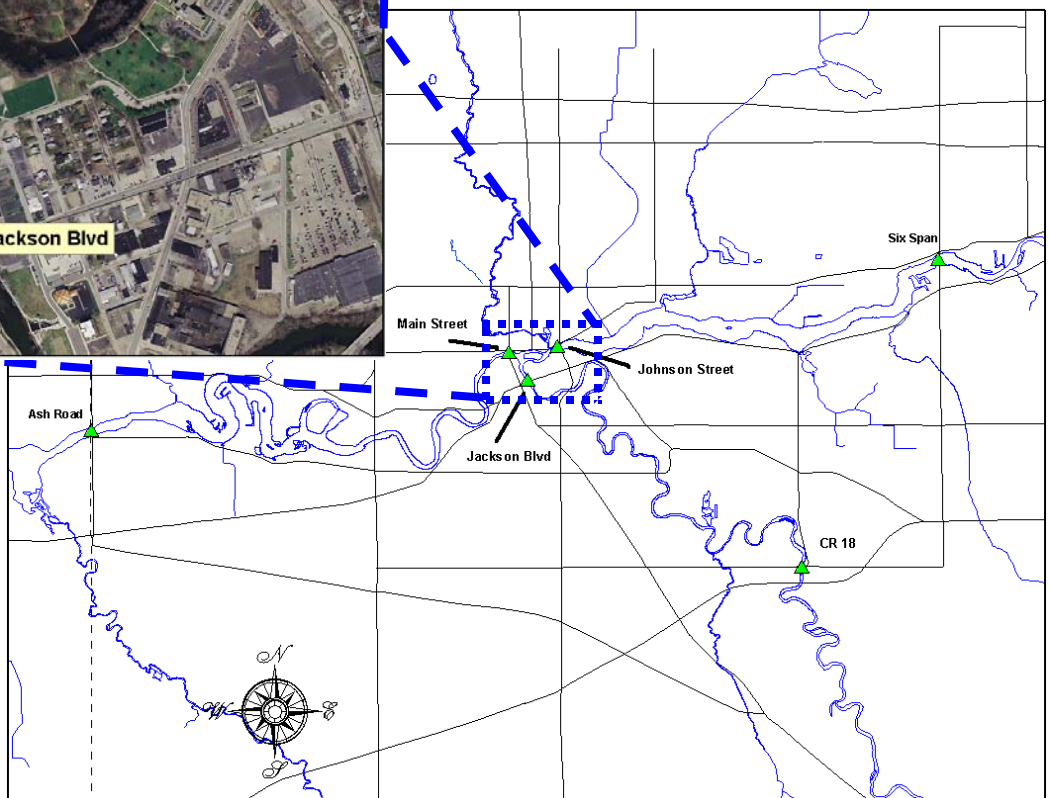 ackson Blvd
Six Span
Main Street
Johnson Street
Ash Road
Jackson Blvd
CR 18
N
W
E
S